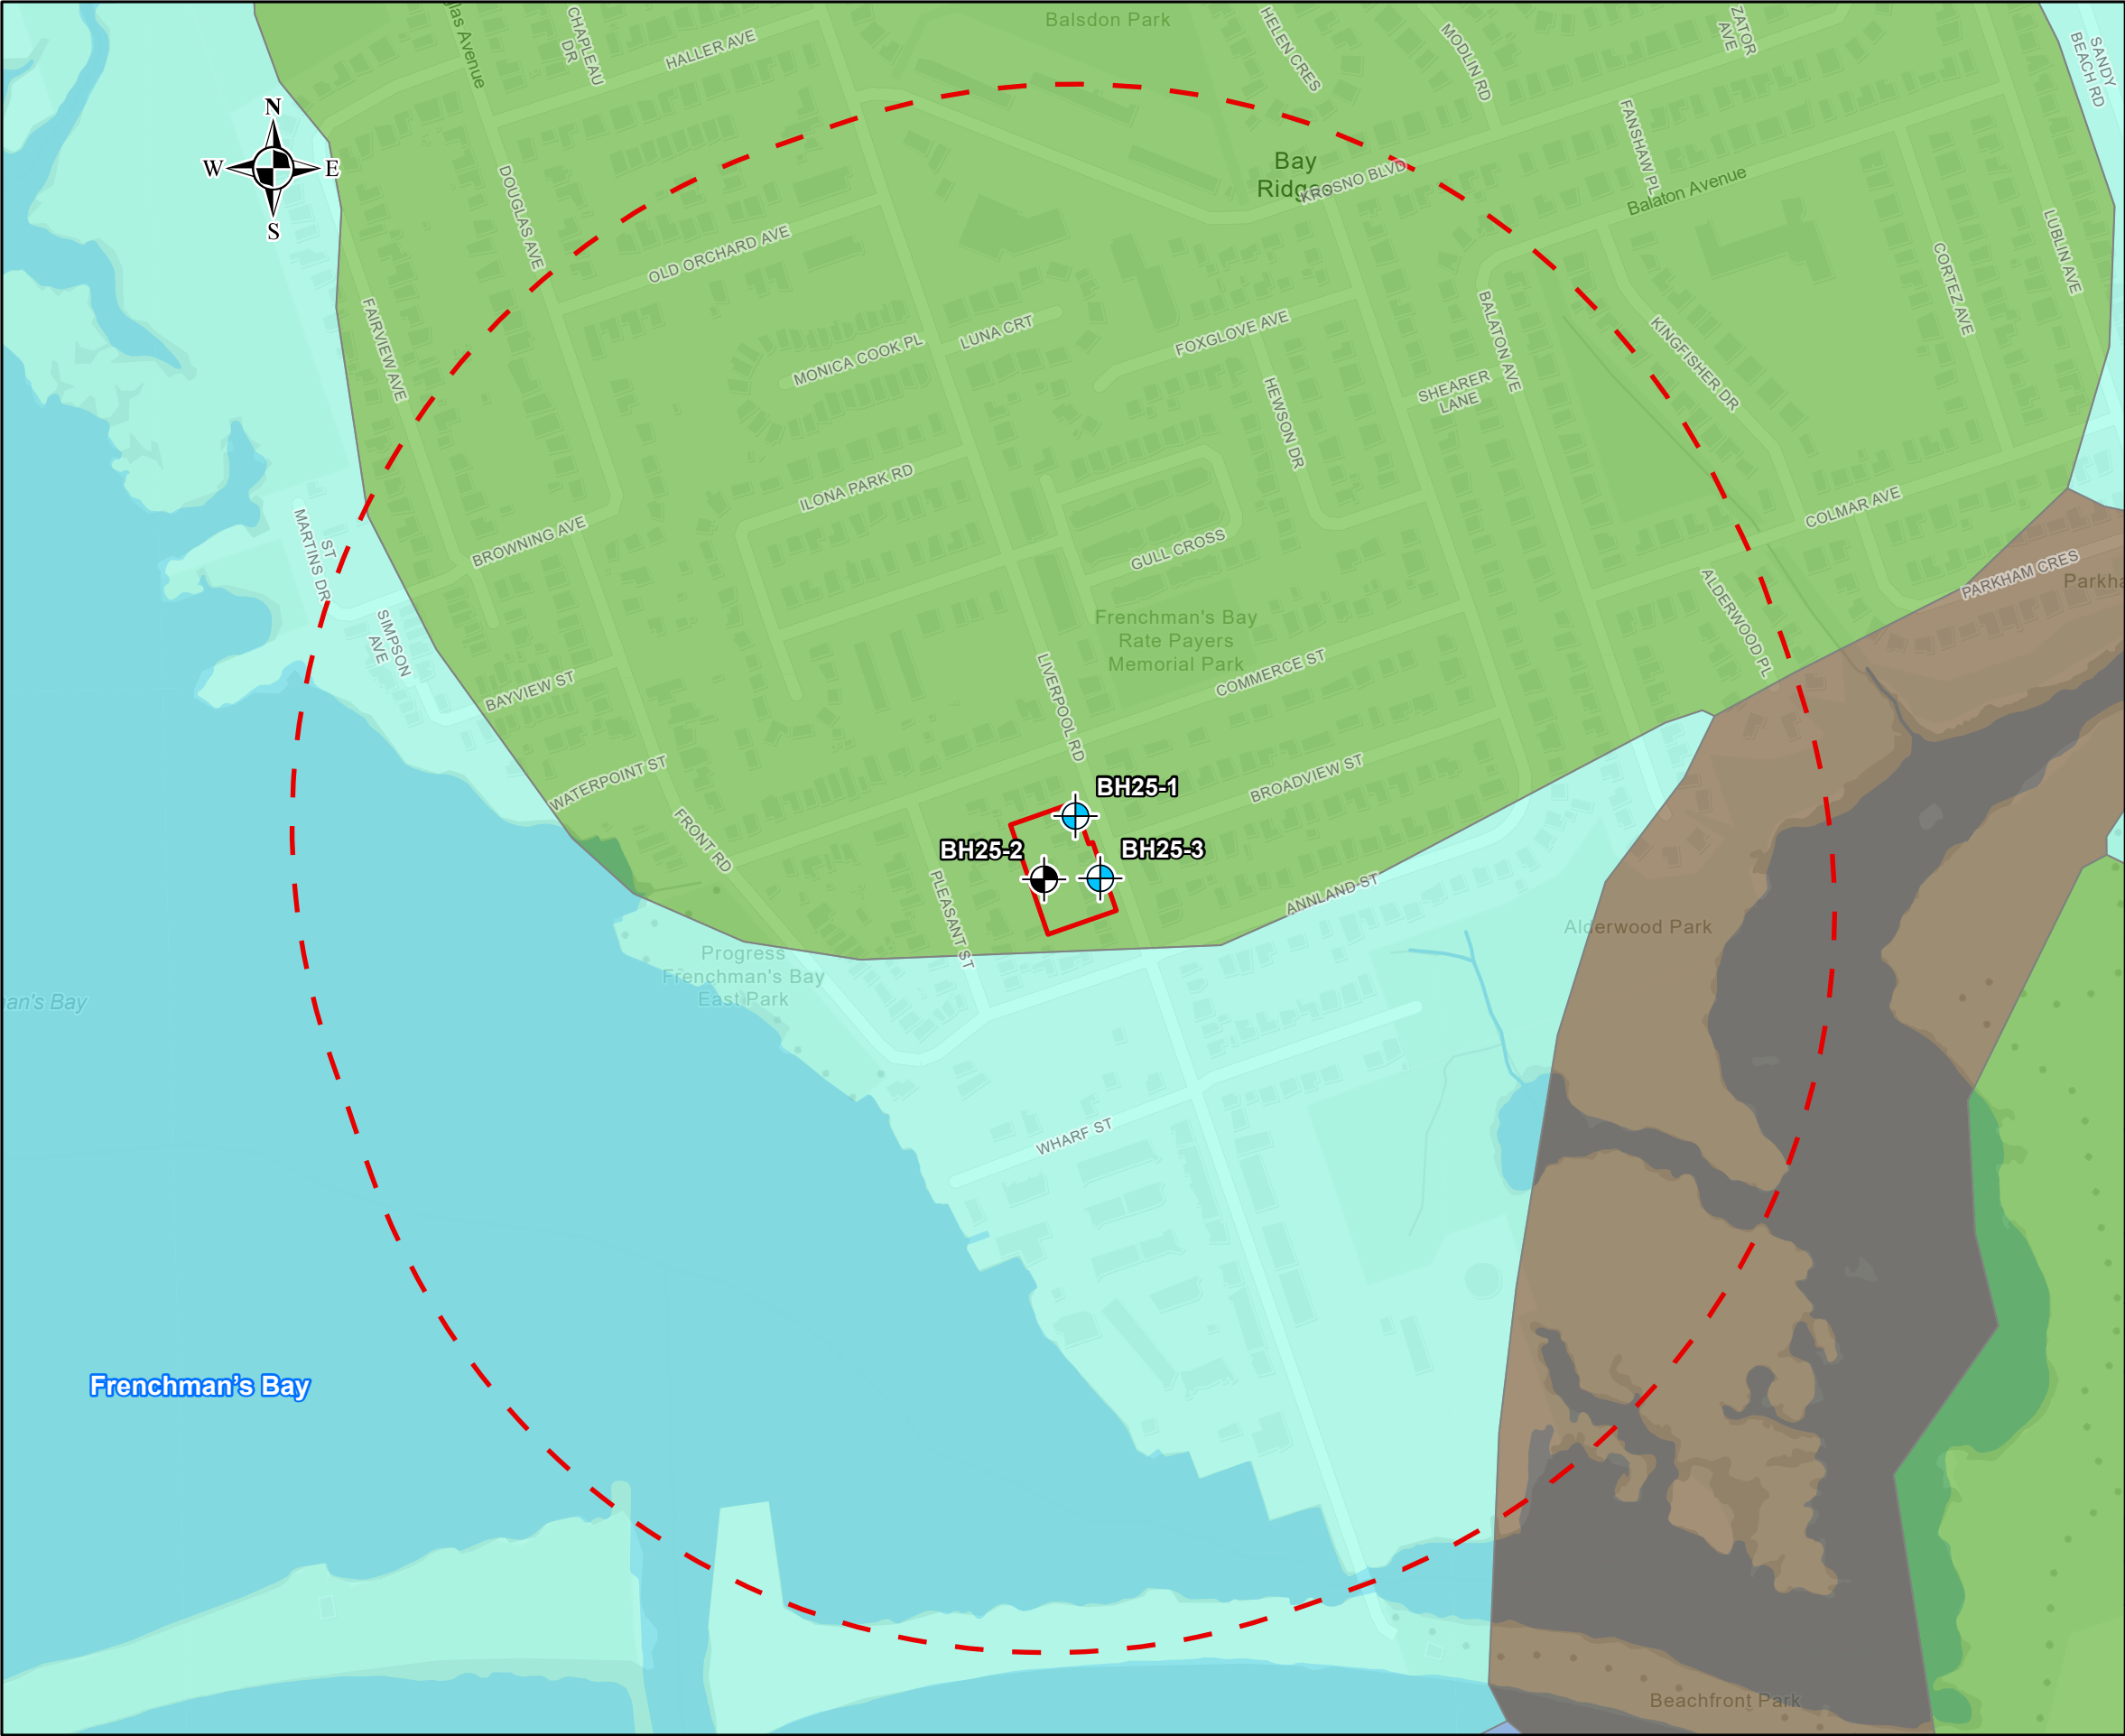 Balsdon Park
SANDY
BEACH RD
CHAPLEAU
DR
HALLER AVE
HELEN CRES
MODLIN RD
ZATOR
AVE
las Avenue
N
W
E
S
DOUGLAS AVE
OLD ORCHARD AVE
Bay
Ridges
KROSNO BLVD
FANSHAW PL
Balaton Avenue
LUBLIN AVE
CORTEZ AVE
FAIRVIEW AVE
MONICA COOK PL
LUNA CRT
FOXGLOVE AVE
HEWSON DR
BALATON AVE
SHEARER
LANE
KINGFISHER DR
ILONA PARK RD
COLMAR AVE
ST
MARTINS DR
BROWNING AVE
GULL CROSS
PARKHAM CRES
Parkha
ALDERWOOD PL
SIMPSON
AVE
Frenchman's Bay
Rate Payers
Memorial Park
COMMERCE ST
LIVERPOOL RD
BAYVIEW ST
WATERPOINT ST
BROADVIEW ST
BH25-1
BH25-2
BH25-3
FRONT RD
PLEASANT ST
ANNLAND ST
Alderwood Park
Progress
Frenchman's Bay
East Park
an's Bay
WHARF ST
Frenchman's Bay
Beachfront Park